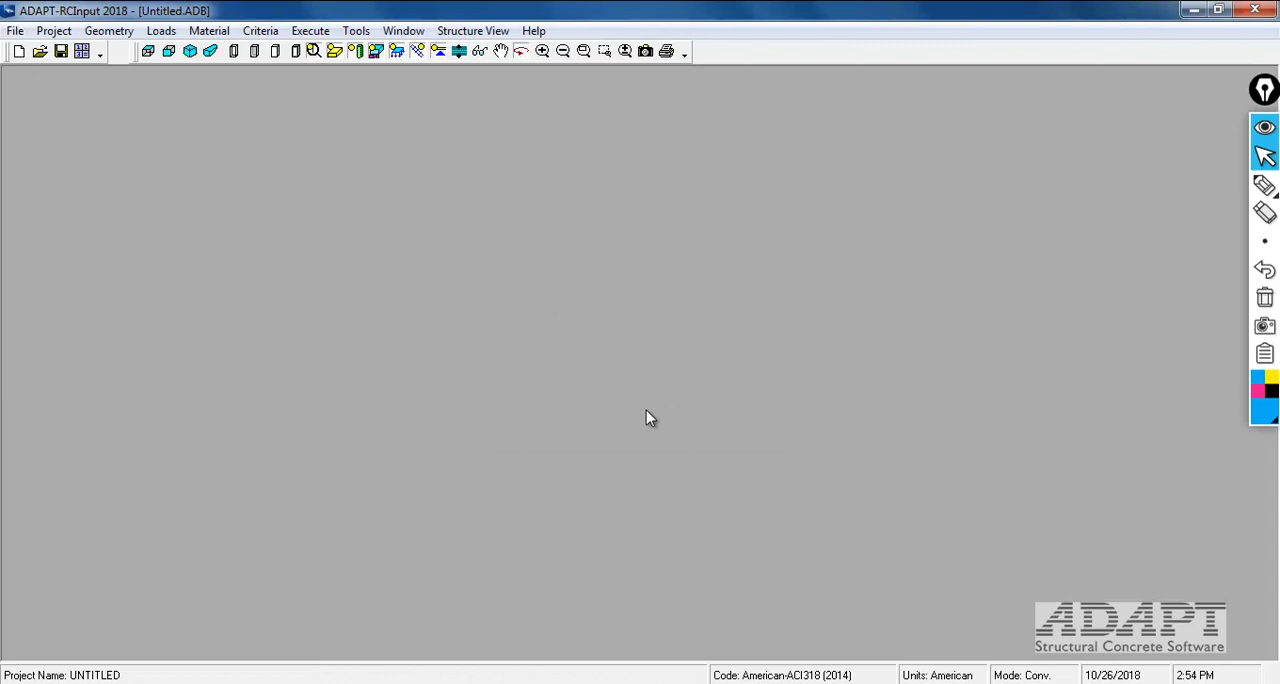 ADAPT-RCInput 2018 - [Untitled.ADB]
File Project Geometry Loads Material Criteria Execute Tools Window Structure View Help
ADAPT
Structural Concrete Software
Project Name: UNTITLED Code: American-ACI318 (2014) Units: American Mode: Conv. 10/26/2018 2:54 PM